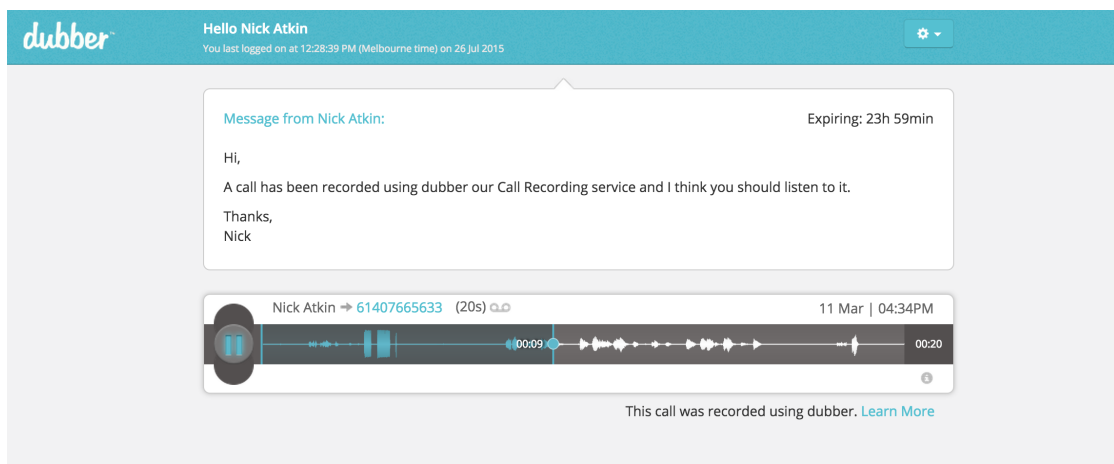 dubber™
Hello Nick Atkin
You last logged on at 12:28:39 PM (Melbourne time) on 26 Jul 2015
Message from Nick Atkin:
Expiring: 23h 59min
Hi,
A call has been recorded using dubber our Call Recording service and I think you should listen to it.
Thanks,
Nick
Nick Atkin → 61407665633 (20s)
11 Mar | 04:34PM
00:09
00:20
This call was recorded using dubber. Learn More